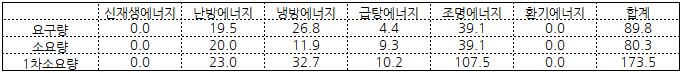 신재생에너지 난방에너지 냉방에너지 급탕에너지 조명에너지 환기에너지 합계
요구량 0.0 19.5 26.8 4.4 39.1 0.0 89.8
소요량 0.0 20.0 11.9 9.3 39.1 0.0 80.3
1차소요량 0.0 23.0 32.7 10.2 107.5 0.0 173.5